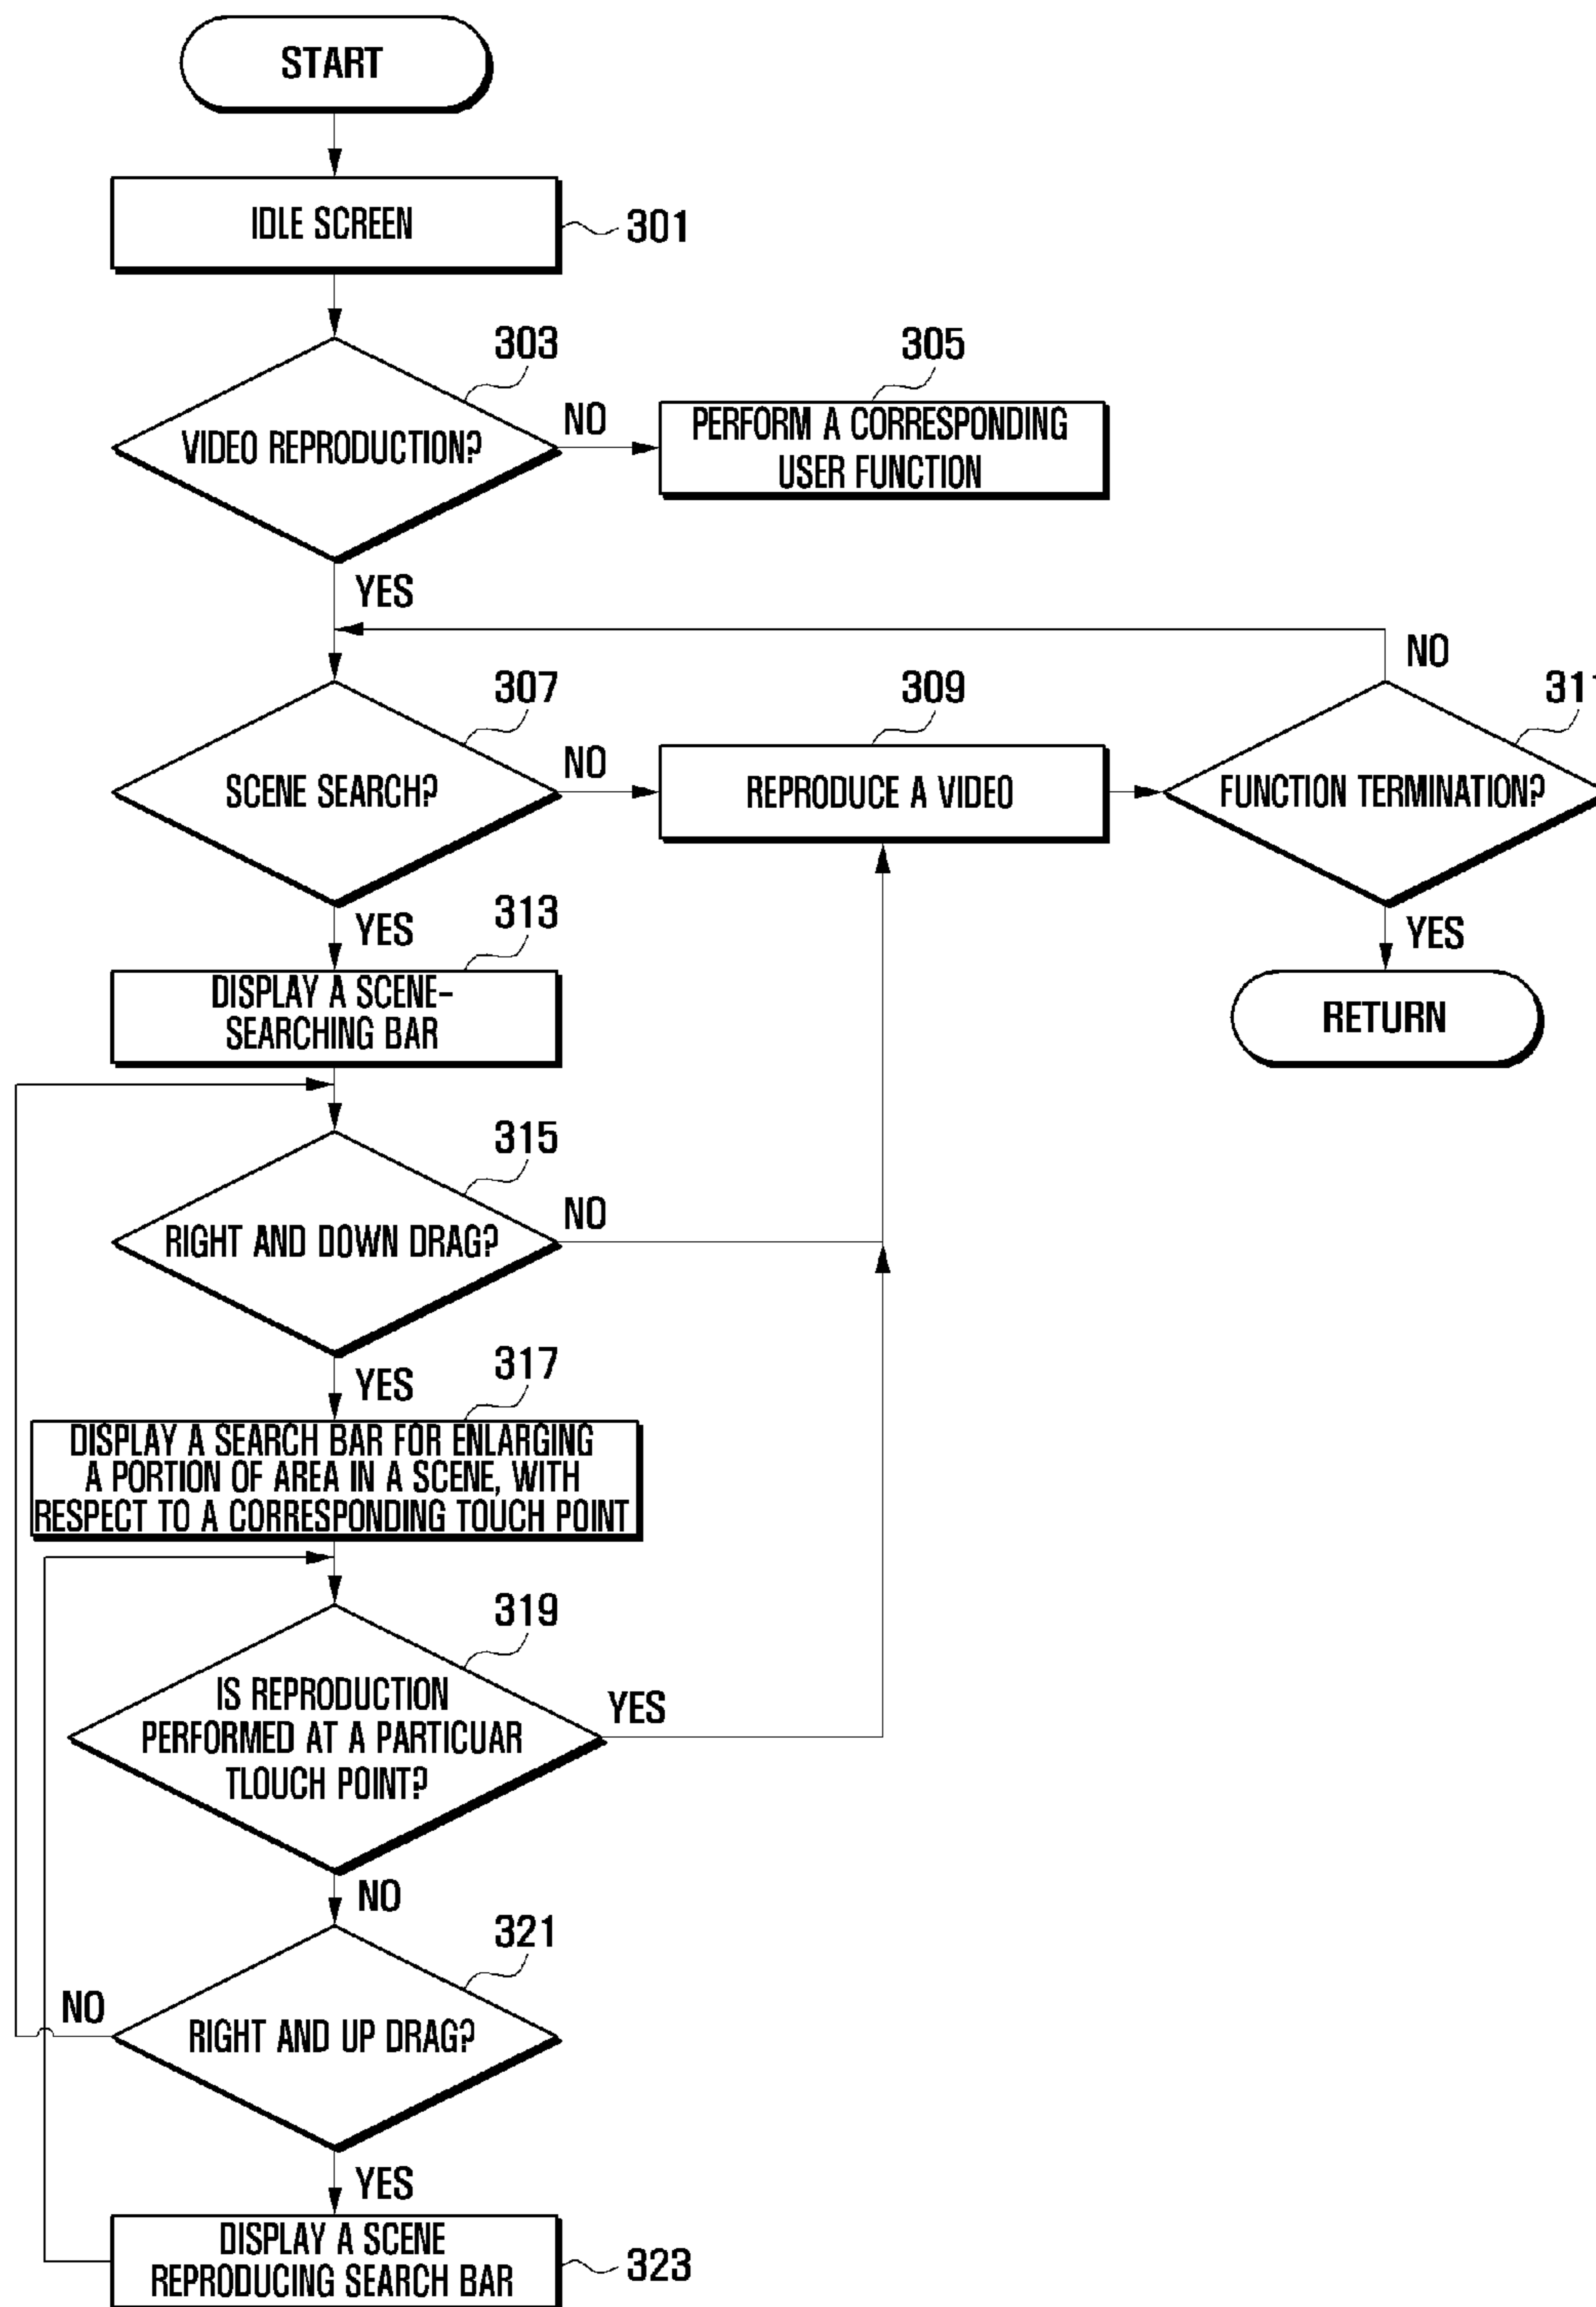 START
IDLE SCREEN
301
303
VIDEO REPRODUCTION?
NO
305
PERFORM A CORRESPONDING
USER FUNCTION
YES
307
SCENE SEARCH?
NO
309
REPRODUCE A VIDEO
NO
311
FUNCTION TERMINATION?
YES
RETURN
YES
313
DISPLAY A SCENE-
SEARCHING BAR
315
RIGHT AND DOWN DRAG?
NO
YES
317
DISPLAY A SEARCH BAR FOR ENLARGING
A PORTION OF AREA IN A SCENE, WITH
RESPECT TO A CORRESPONDING TOUCH POINT
319
IS REPRODUCTION
PERFORMED AT A PARTICUAR
TLOUCH POINT?
YES
NO
321
RIGHT AND UP DRAG?
NO
YES
DISPLAY A SCENE
REPRODUCING SEARCH BAR
323